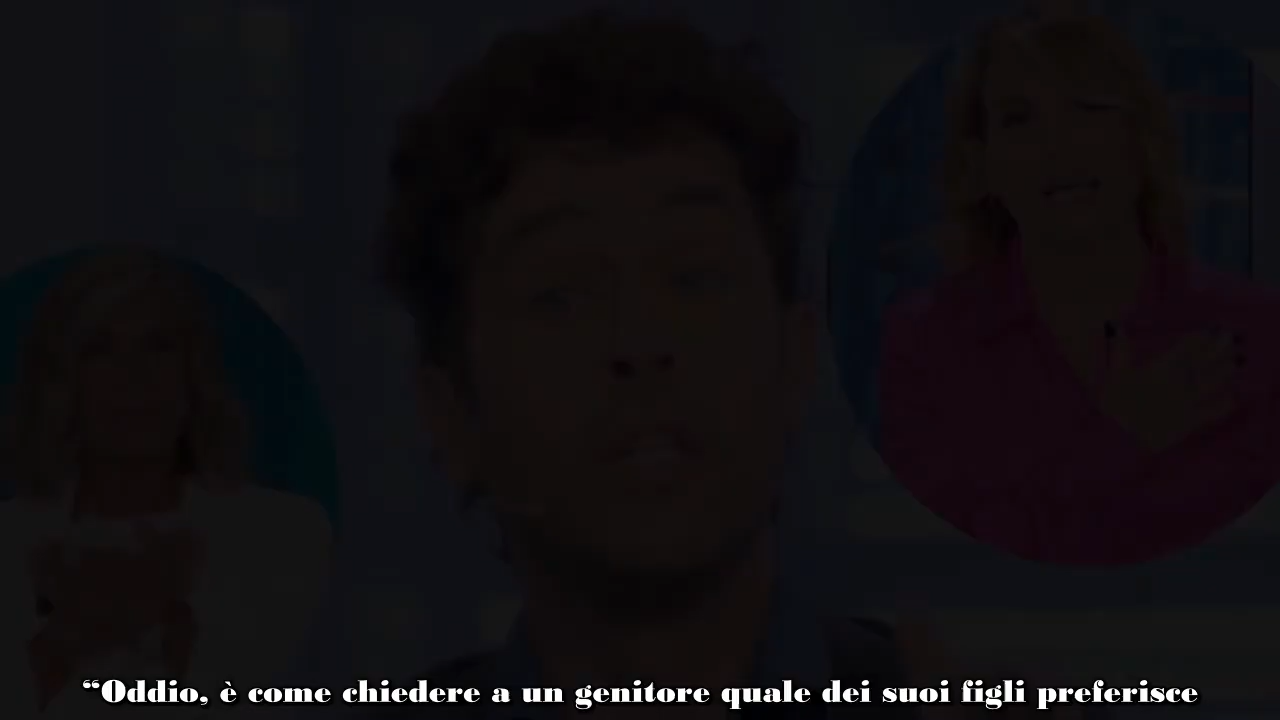 “Oddio, è come chiedere a un genitore quale dei suoi figli preferisce